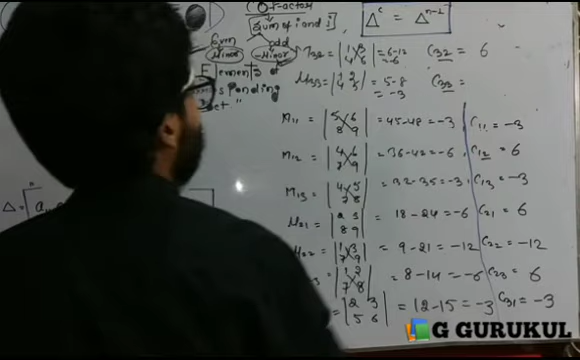 Co-factors
Sum of i and j
Δᶜ = Δⁿ⁻¹
Even odd
Minor -Minor
M32 = |1 3 4 6| = 6-12 = -6 C32 = 6
Elements of
M33 = |1 2 4 5| = 5-8 = -3 C33 =
M11 = |5 6 8 9| = 45-48 = -3 C11 = -3
M12 = |4 6 7 9| = 36-42 = -6 C12 = 6
M13 = |4 5 7 8| = 32-35 = -3 C13 = -3
Δ =
M21 = |2 3 8 9| = 18-24 = -6 C21 = 6
M22 = |1 3 7 9| = 9-21 = -12 C22 = -12
|1 2 7 8| = 8-14 = -6 C23 = 6
= |2 3 5 6| = 12-15 = -3 C31 = -3
G GURUKUL